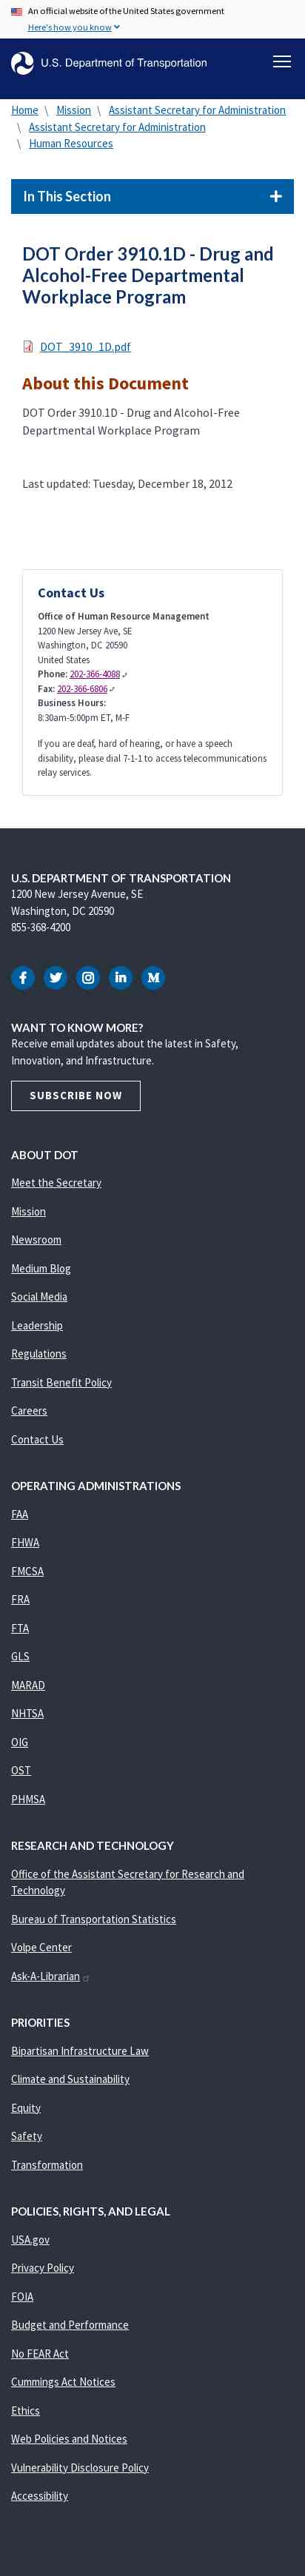 An official website of the United States government
Here's how you know
U.S. Department of Transportation
Home \ Mission \ Assistant Secretary for Administration
\ Assistant Secretary for Administration
\ Human Resources
In This Section
DOT Order 3910.1D - Drug and
Alcohol-Free Departmental
Workplace Program
DOT_3910_1D.pdf
About this Document
DOT Order 3910.1D - Drug and Alcohol-Free
Departmental Workplace Program
Last updated: Tuesday, December 18, 2012
Contact Us
Office of Human Resource Management
1200 New Jersey Ave, SE
Washington, DC 20590
United States
Phone: 202-366-4088
Fax: 202-366-6806
Business Hours:
8:30am-5:00pm ET, M-F
If you are deaf, hard of hearing, or have a speech
disability, please dial 7-1-1 to access telecommunications
relay services.
U.S. DEPARTMENT OF TRANSPORTATION
1200 New Jersey Avenue, SE
Washington, DC 20590
855-368-4200
WANT TO KNOW MORE?
Receive email updates about the latest in Safety,
Innovation, and Infrastructure.
SUBSCRIBE NOW
ABOUT DOT
Meet the Secretary
Mission
Newsroom
Medium Blog
Social Media
Leadership
Regulations
Transit Benefit Policy
Careers
Contact Us
OPERATING ADMINISTRATIONS
FAA
FHWA
FMCSA
FRA
FTA
GLS
MARAD
NHTSA
OIG
OST
PHMSA
RESEARCH AND TECHNOLOGY
Office of the Assistant Secretary for Research and
Technology
Bureau of Transportation Statistics
Volpe Center
Ask-A-Librarian
PRIORITIES
Bipartisan Infrastructure Law
Climate and Sustainability
Equity
Safety
Transformation
POLICIES, RIGHTS, AND LEGAL
USA.gov
Privacy Policy
FOIA
Budget and Performance
No FEAR Act
Cummings Act Notices
Ethics
Web Policies and Notices
Vulnerability Disclosure Policy
Accessibility